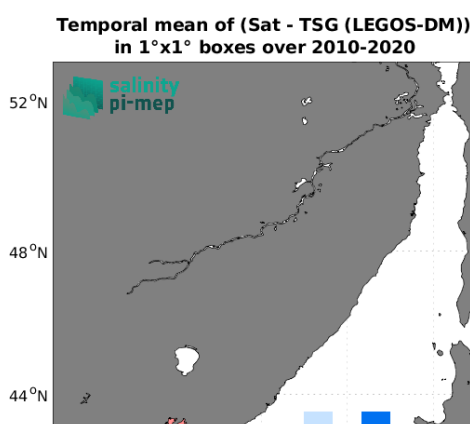 Temporal mean of (Sat - TSG (LEGOS-DM))
in 1°x1° boxes over 2010-2020
salinity
pi-mep
52°N
48°N
44°N